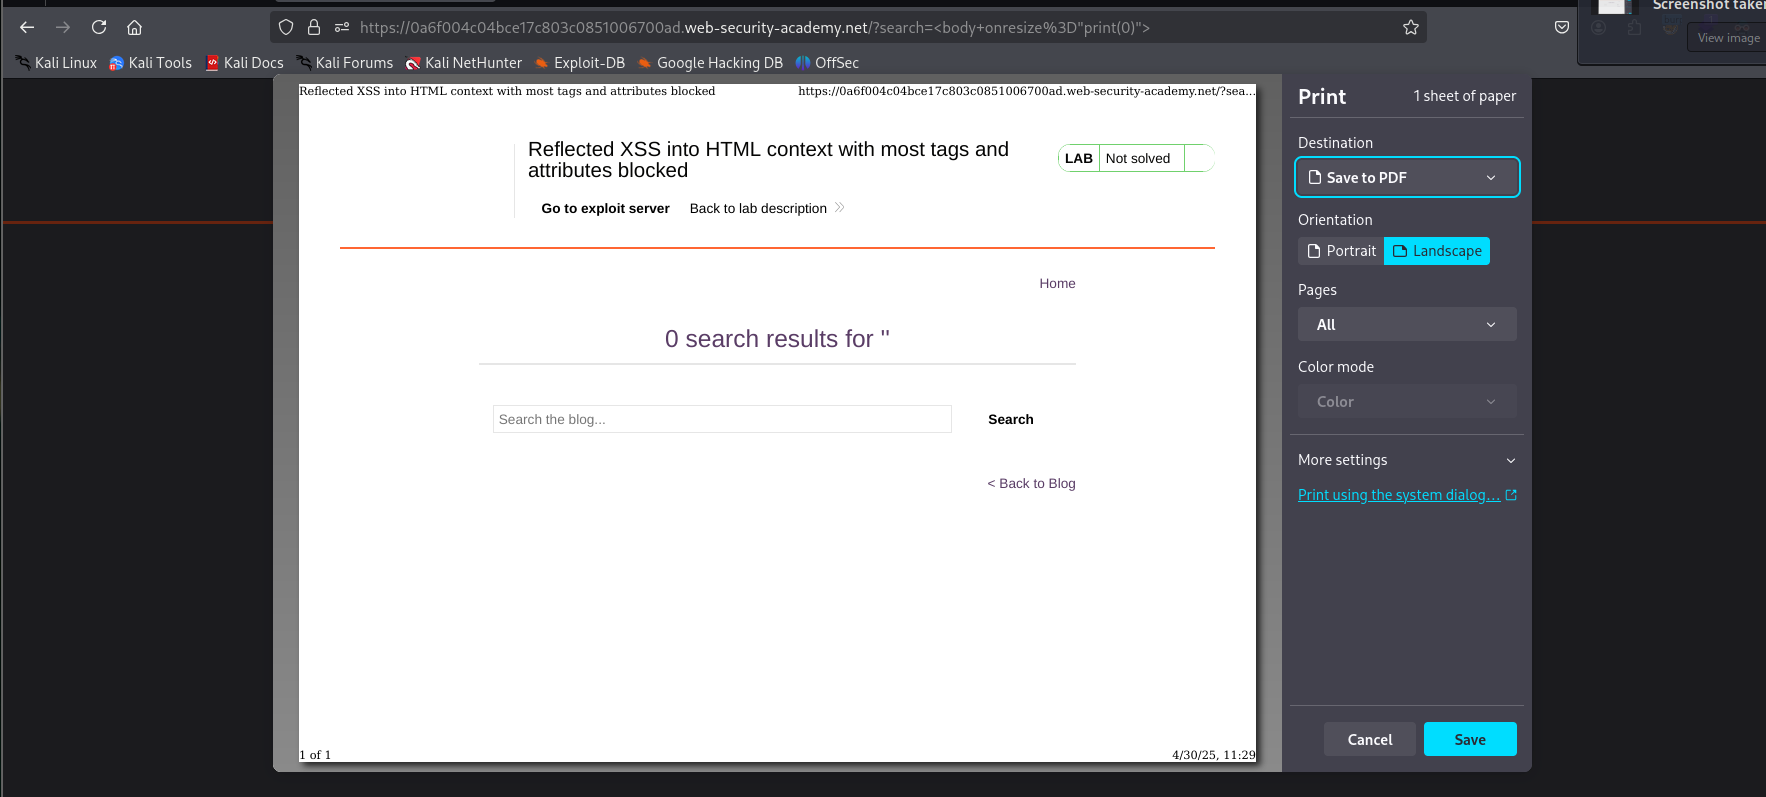 Screenshot taken
View image
https://0a6f004c04bce17c803c0851006700ad.web-security-academy.net/?search=<body+onresize%3D"print(0)">
Kali Linux Kali Tools Kali Docs Kali Forums Kali NetHunter Exploit-DB Google Hacking DB OffSec
Reflected XSS into HTML context with most tags and attributes blocked https://0a6f004c04bce17c803c0851006700ad.web-security-academy.net/?sea...
Reflected XSS into HTML context with most tags and
attributes blocked
LAB Not solved
Go to exploit server Back to lab description
Home
0 search results for ''
Search the blog... Search
< Back to Blog
1 of 1 4/30/25, 11:29
Print 1 sheet of paper
Destination
Save to PDF
Orientation
Portrait Landscape
Pages
All
Color mode
Color
More settings
Print using the system dialog...
Cancel Save